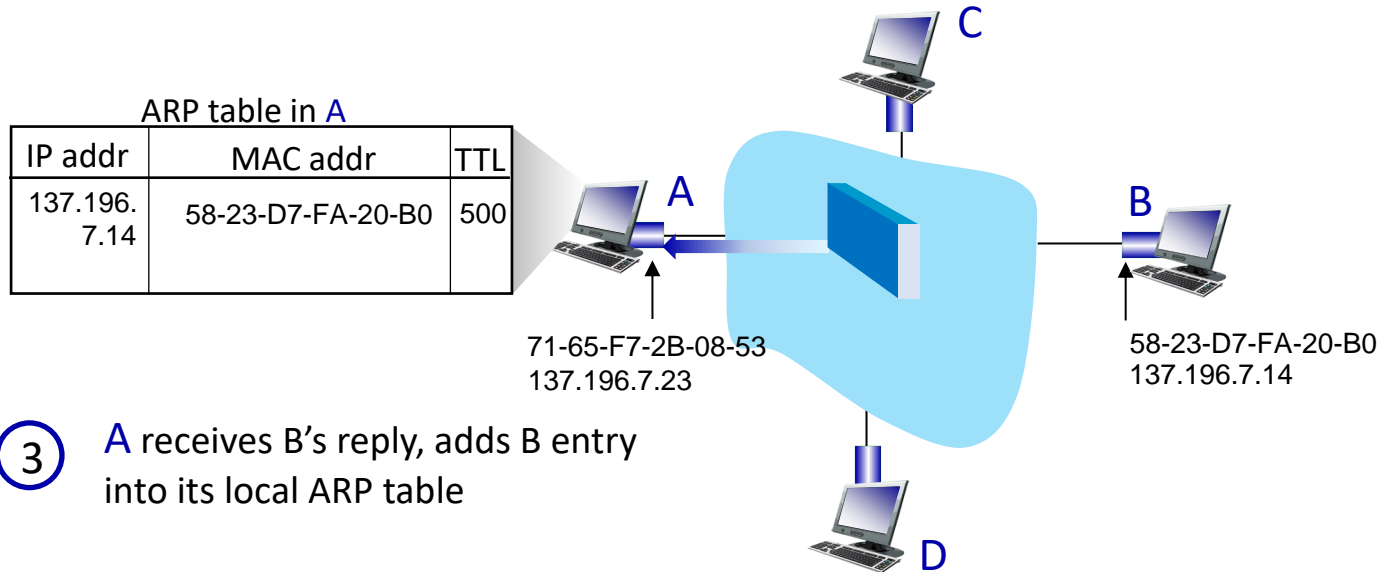 C
ARP table in A
IP addr MAC addr TTL
137.196.
7.14
58-23-D7-FA-20-B0 500
A
B
71-65-F7-2B-08-53
137.196.7.23
58-23-D7-FA-20-B0
137.196.7.14
3
A receives B’s reply, adds B entry
into its local ARP table
D